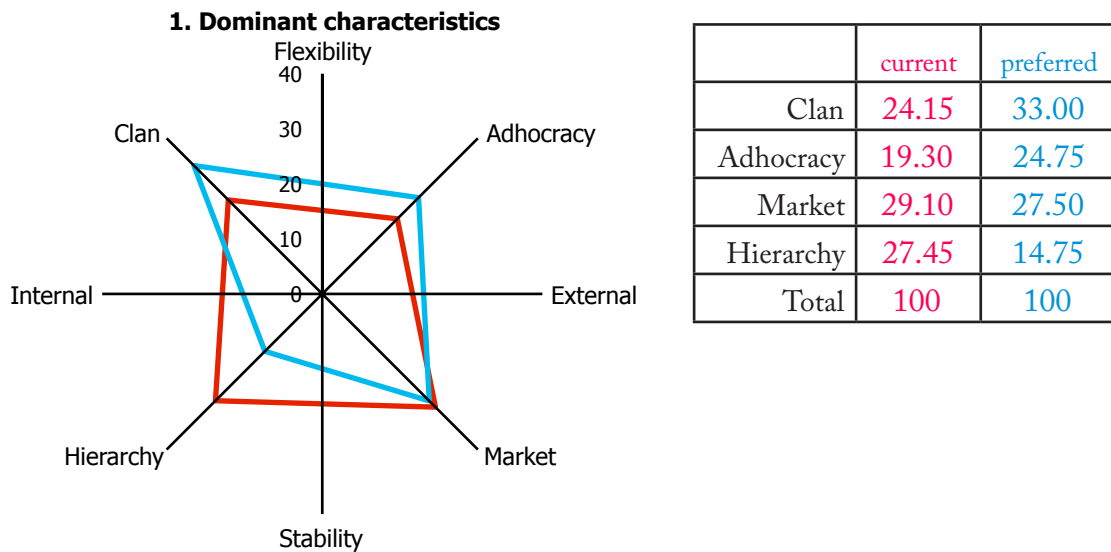 1. Dominant characteristics
Flexibility
40
30
20
10
0
Clan
Adhocracy
Internal
External
Hierarchy
Market
Stability
current preferred
Clan 24.15 33.00
Adhocracy 19.30 24.75
Market 29.10 27.50
Hierarchy 27.45 14.75
Total 100 100